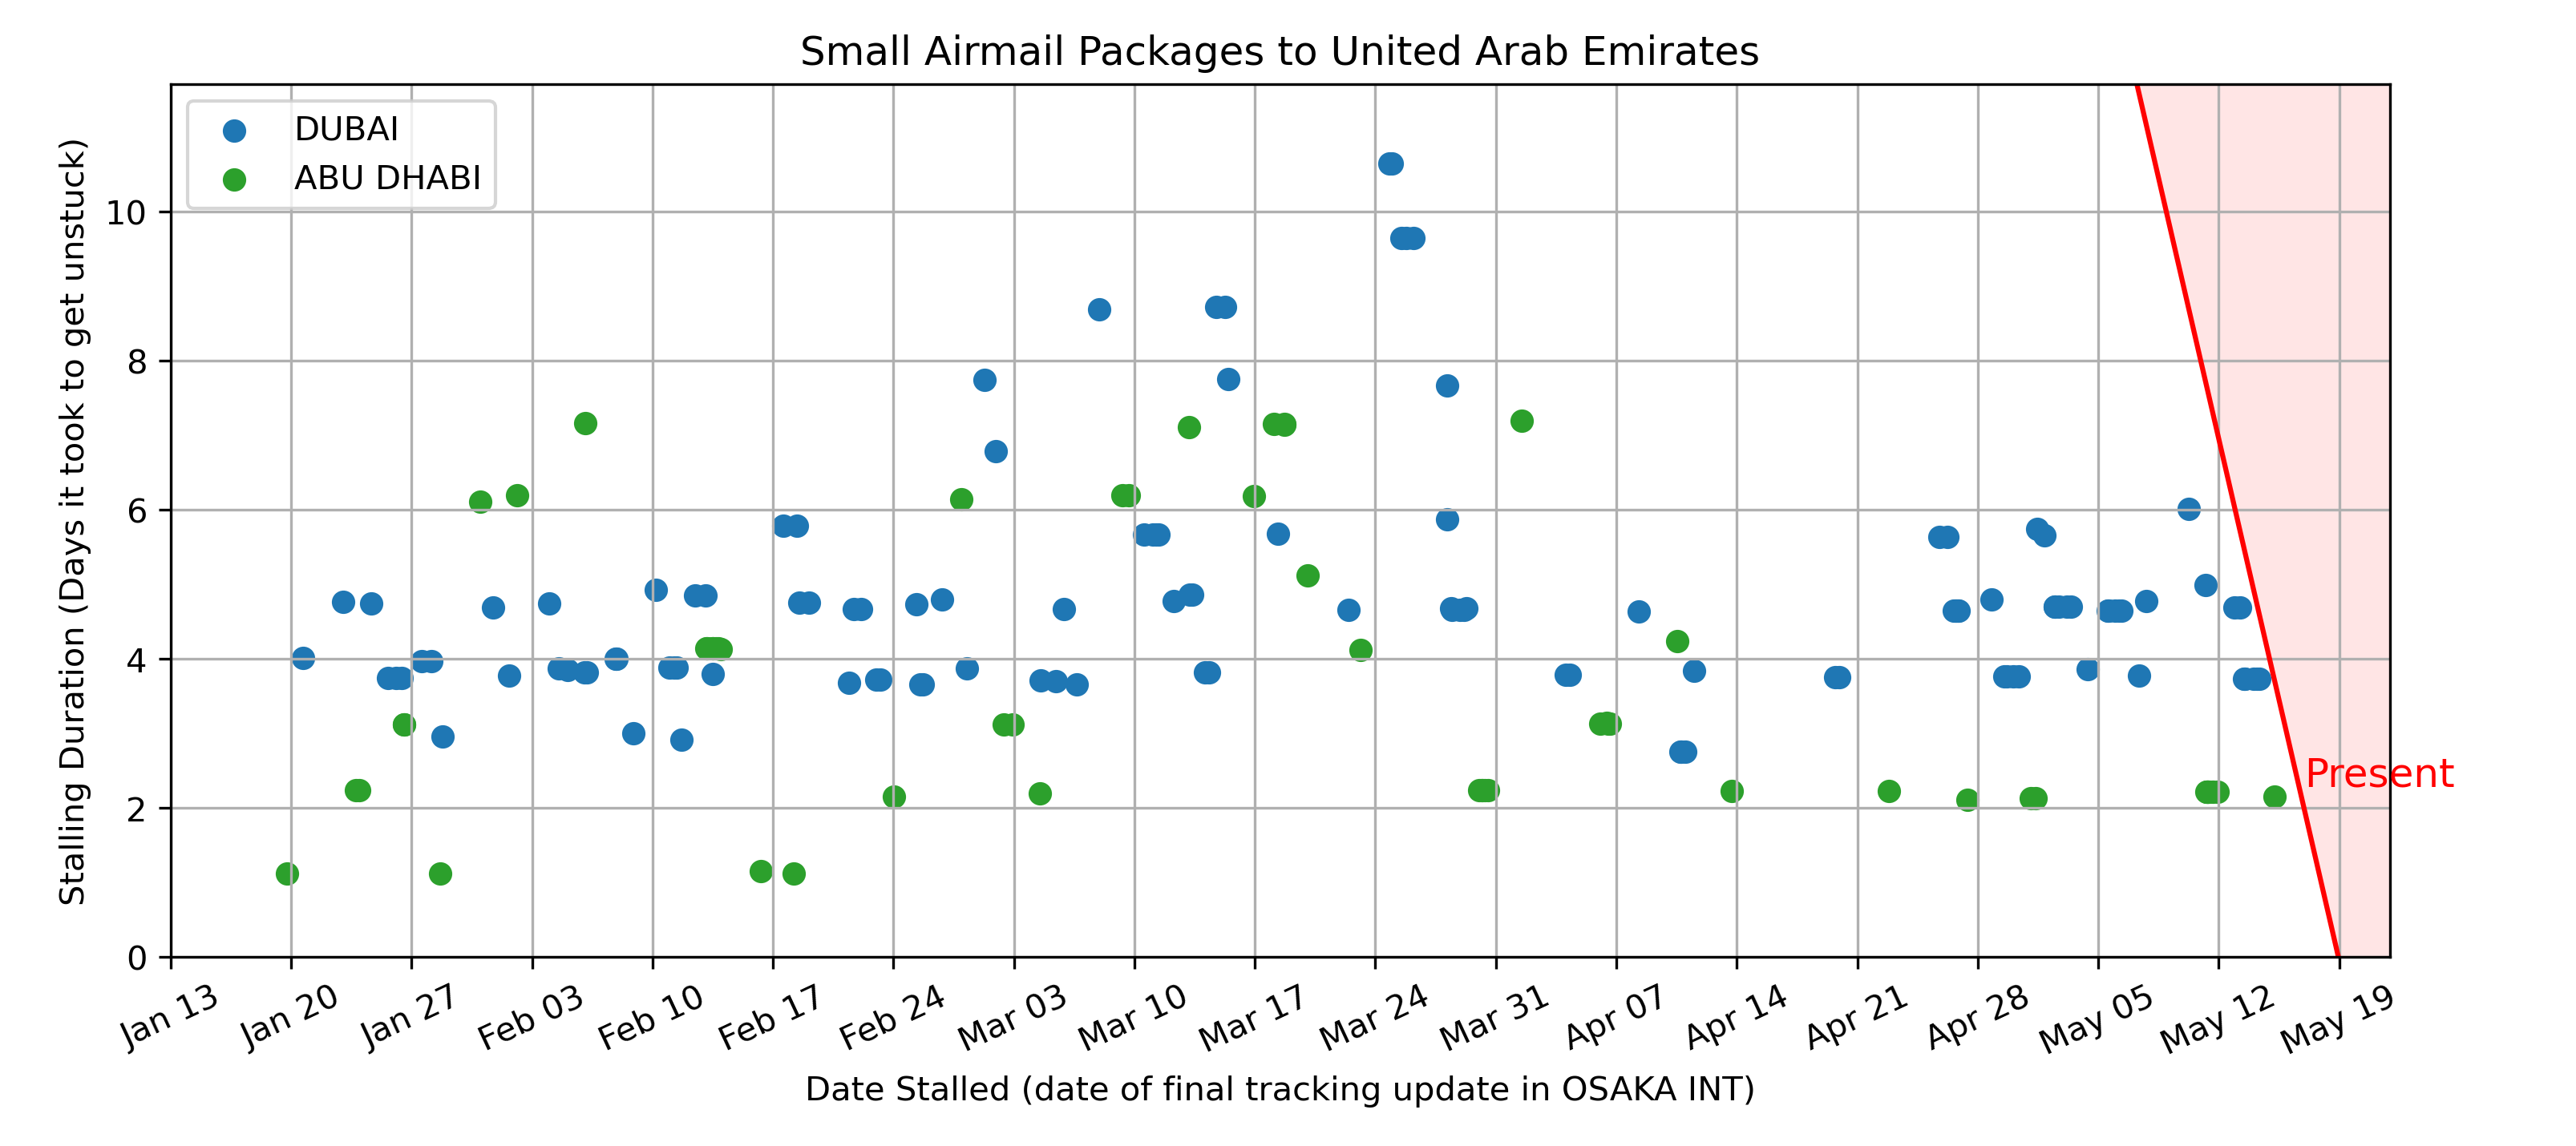 Small Airmail Packages to United Arab Emirates
DUBAI
ABU DHABI
Stalling Duration (Days it took to get unstuck)
10
8
6
4
2
0
Present
Jan 13
Jan 20
Jan 27
Feb 03
Feb 10
Feb 17
Feb 24
Mar 03
Mar 10
Mar 17
Mar 24
Mar 31
Apr 07
Apr 14
Apr 21
Apr 28
May 05
May 12
May 19
Date Stalled (date of final tracking update in OSAKA INT)